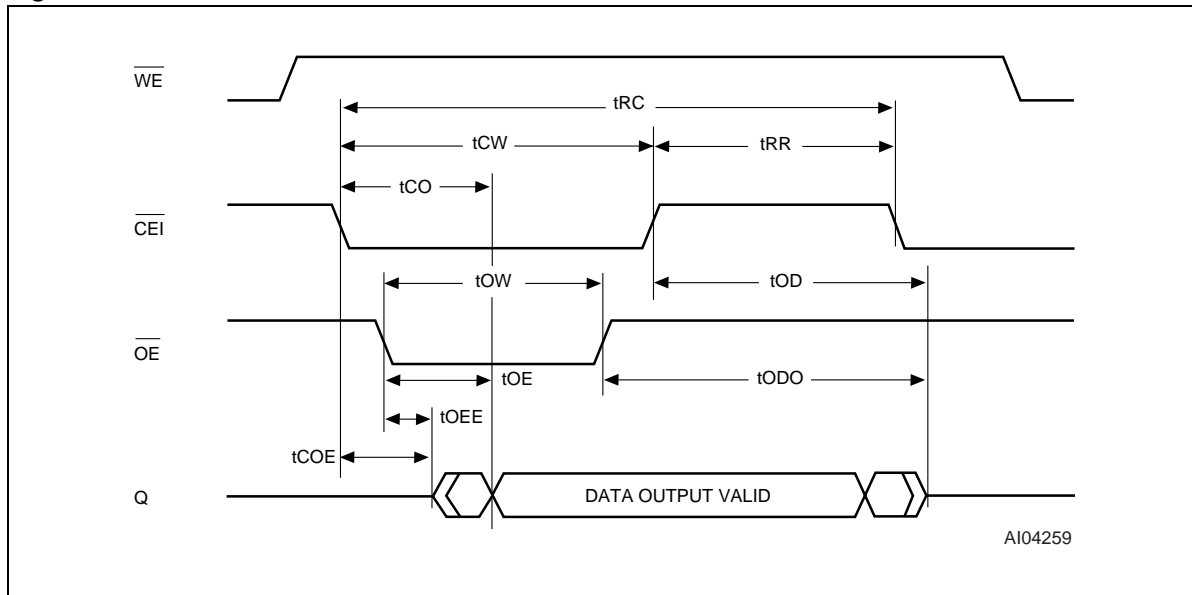 WE
tRC
tCW
tRR
tCO
CEI
tOW
tOD
OE
tOE
tODO
tOEE
tCOE
Q
DATA OUTPUT VALID
AI04259